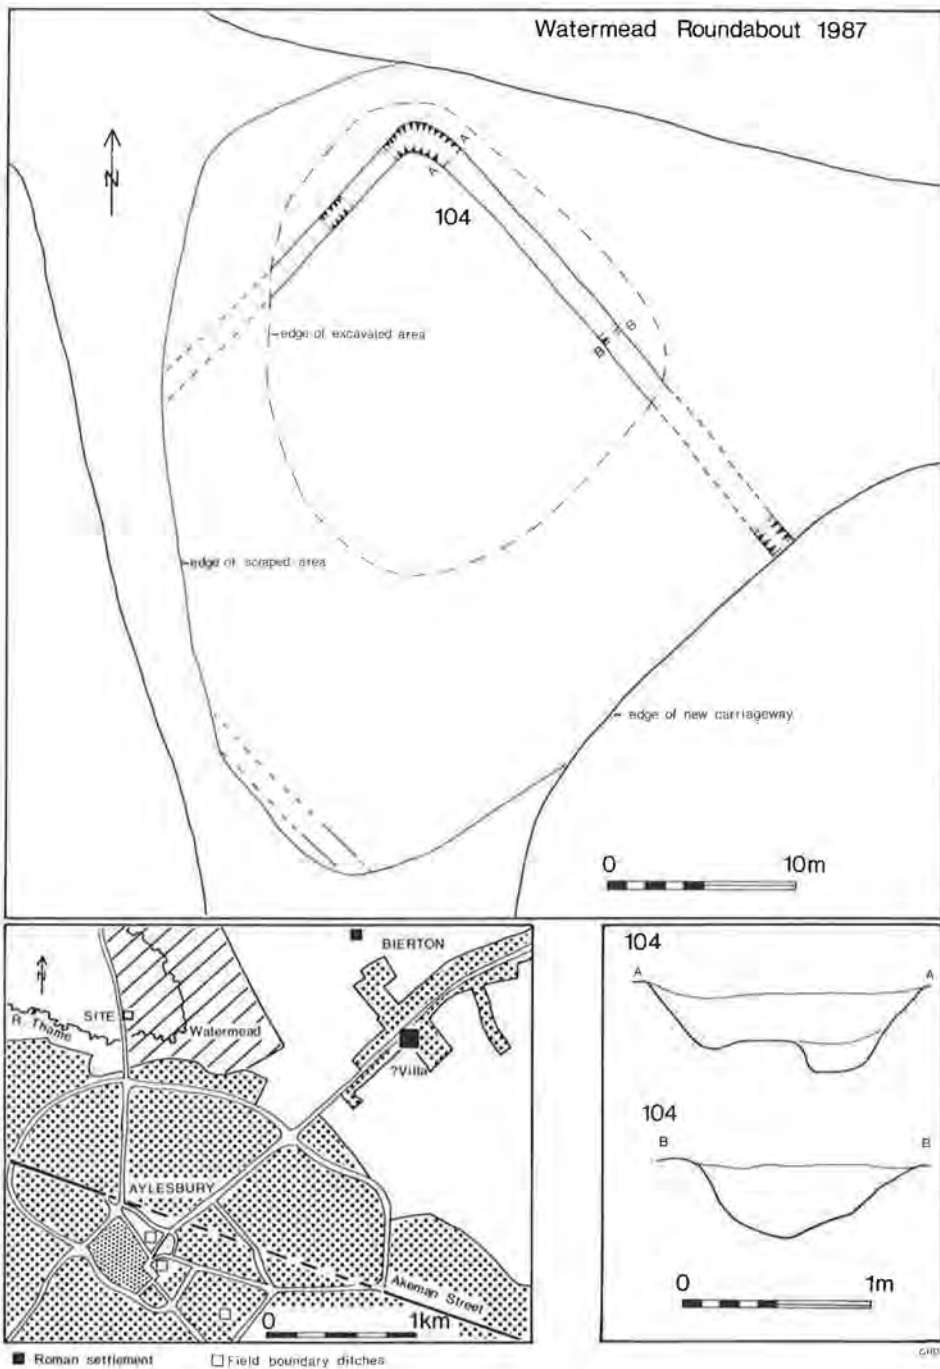 Watermead Roundabout 1987
N
A
A
104
edge of excavated area
B
B
edge of scraped area
edge of new carriageway
0 10m
BIERTON
N
SITE
R. Thame
Watermead
?Villa
AYLESBURY
Akeman Street
0 1km
104
A A
104
B B
0 1m
Roman settlement
Field boundary ditches